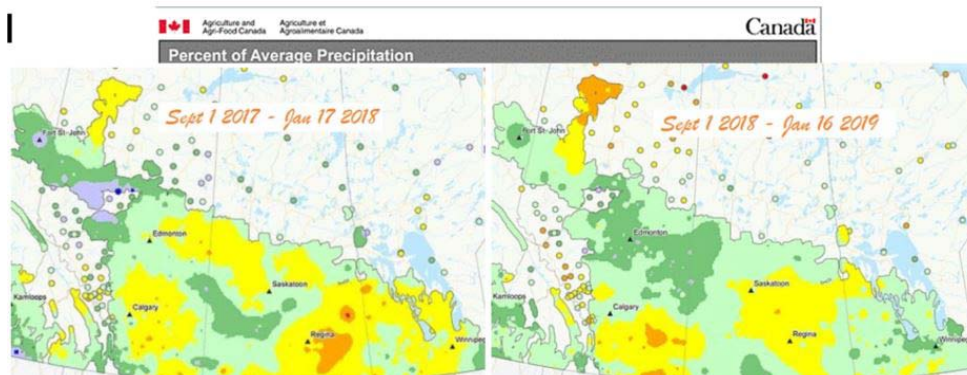 Agriculture and Agri-Food Canada
Agriculture et Agroalimentaire Canada
Canada
Percent of Average Precipitation
Sept 1 2017 - Jan 17 2018
Sept 1 2018 - Jan 16 2019
Fort St. John
Edmonton
Saskatoon
Kamloops
Calgary
Regina
Winnipeg
Fort St. John
Edmonton
Saskatoon
Kamloops
Calgary
Regina
Winnipeg